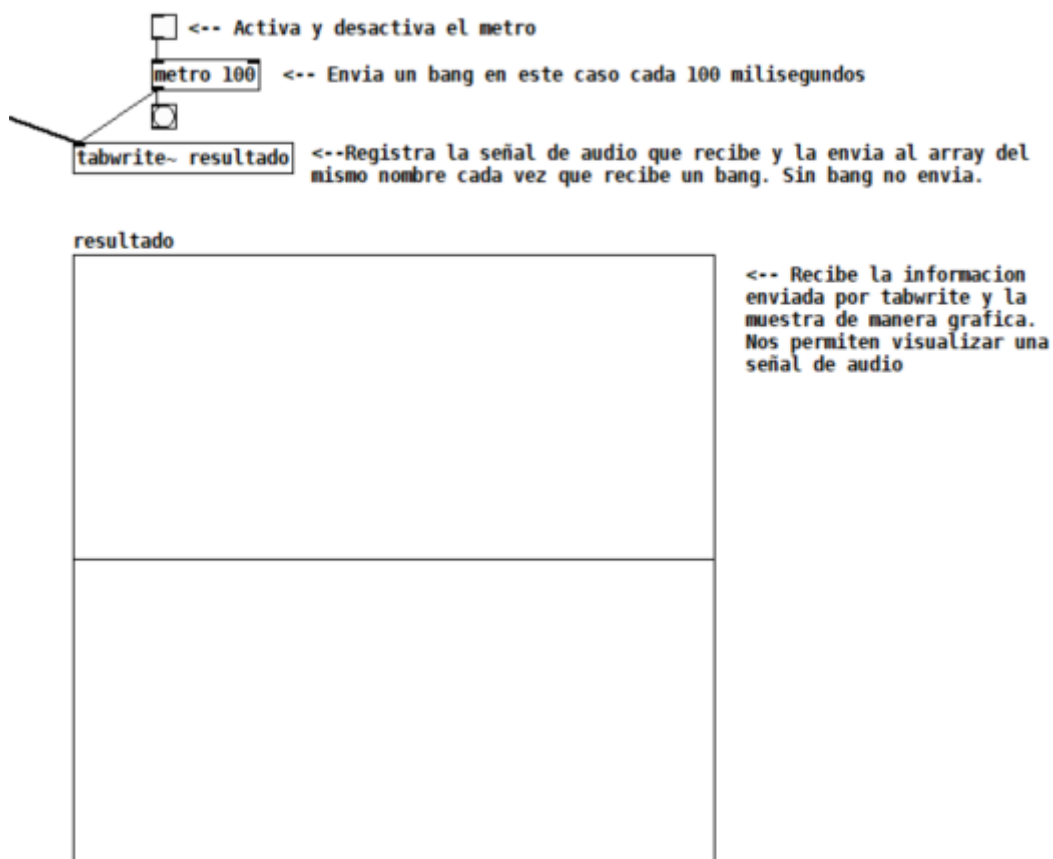 <-- Activa y desactiva el metro
metro 100
<-- Envia un bang en este caso cada 100 milisegundos
tabwrite~ resultado
<--Registra la señal de audio que recibe y la envia al array del
mismo nombre cada vez que recibe un bang. Sin bang no envia.
resultado
<-- Recibe la informacion
enviada por tabwrite y la
muestra de manera grafica.
Nos permiten visualizar una
señal de audio